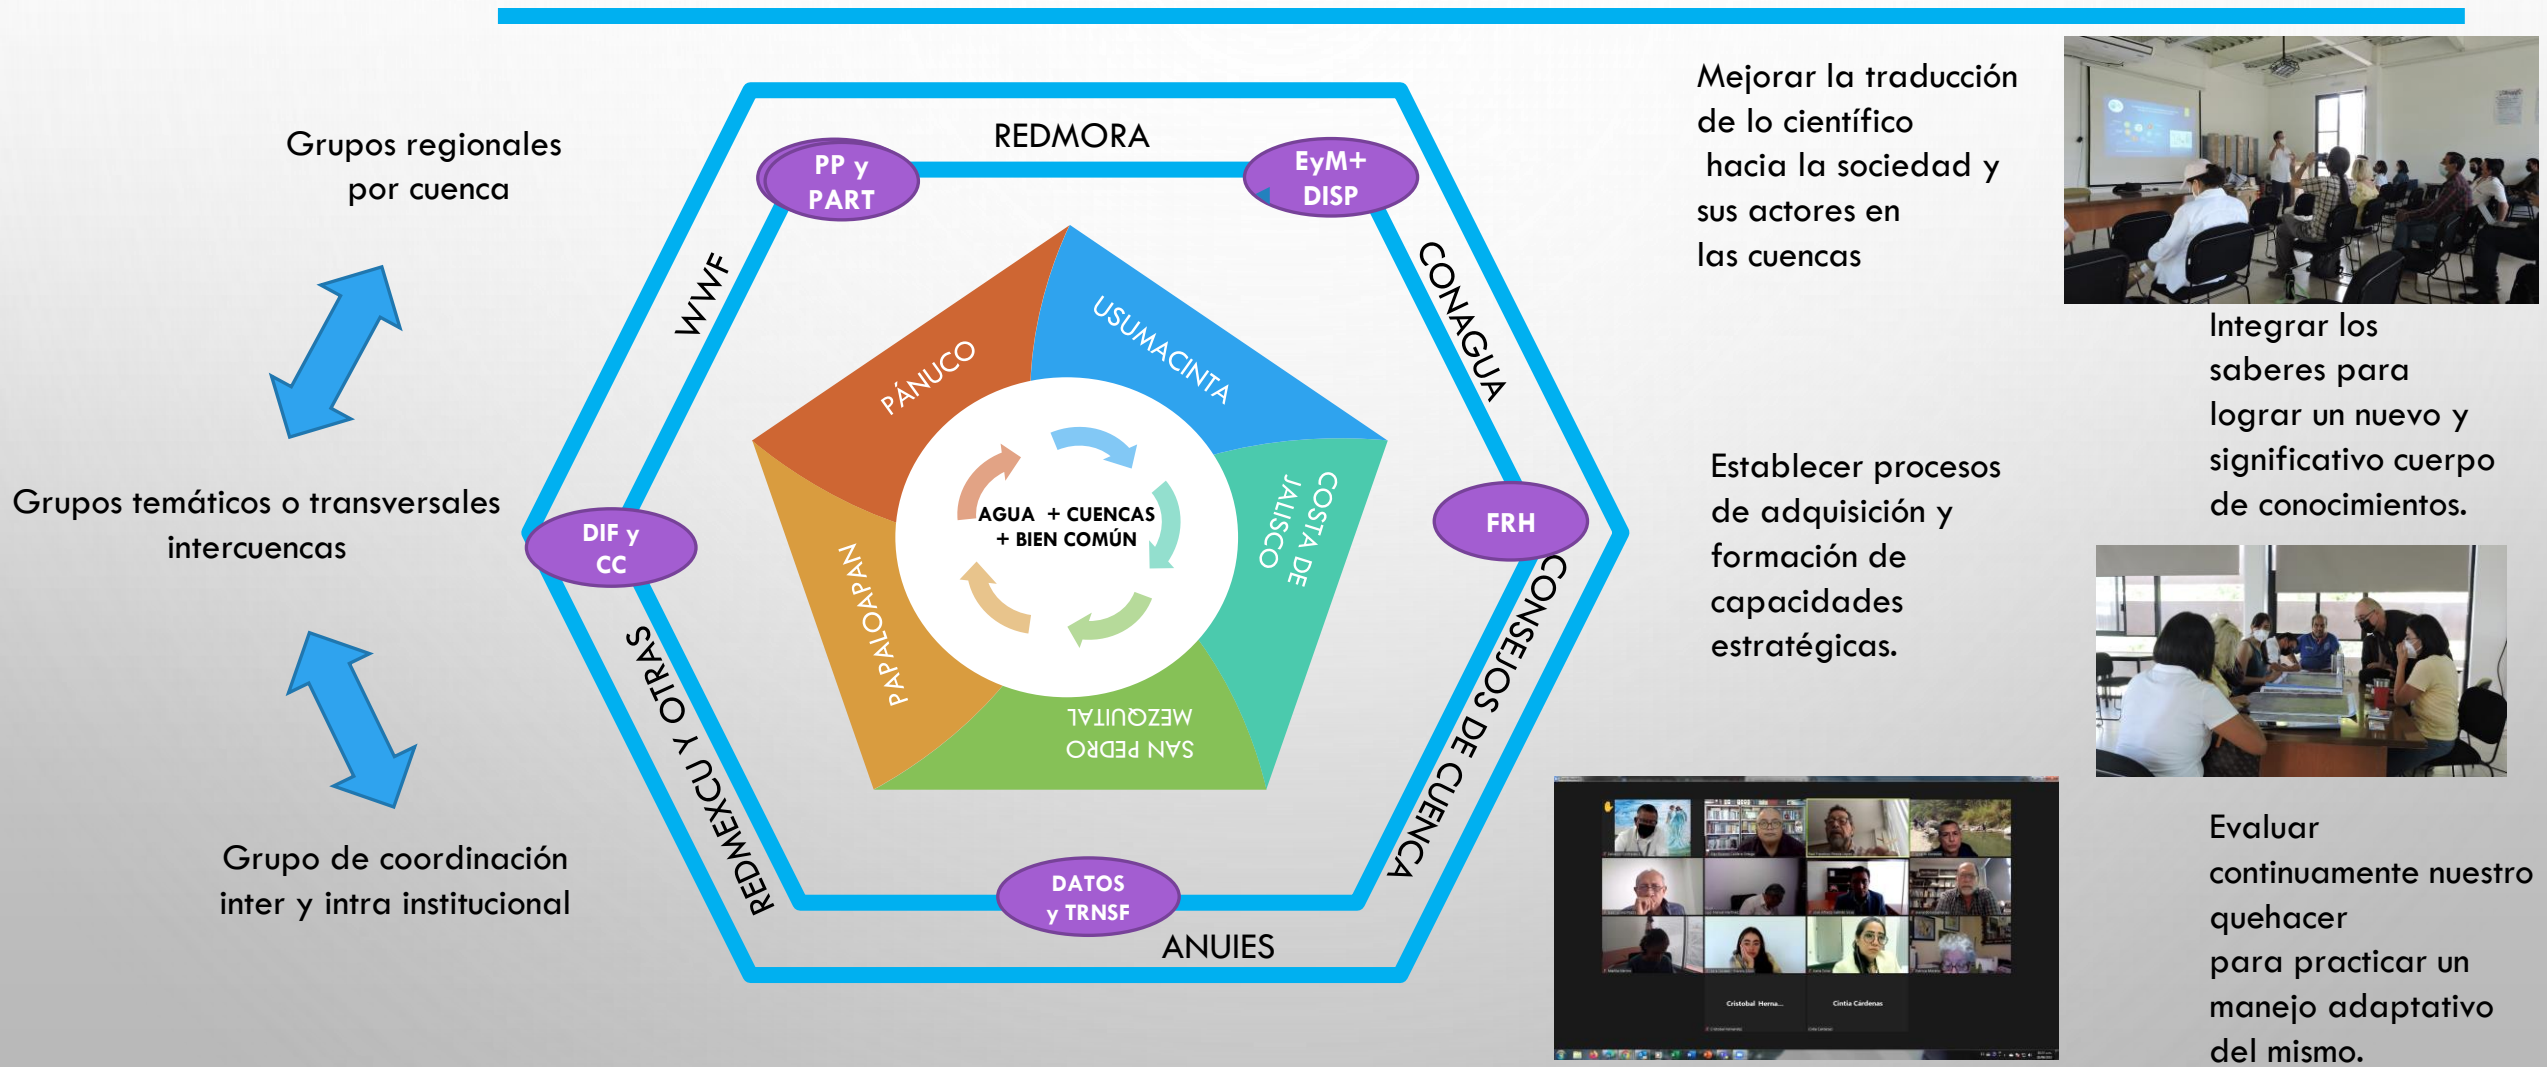 Grupos regionales
por cuenca
Grupos temáticos o transversales
intercuencas
Grupo de coordinación
inter y intra institucional
REDMORA
PP y
PART
EyM+
DISP
WWF
CONAGUA
PÁNUCO
USUMACINTA
COSTA DE
JALISCO
AGUA + CUENCAS
+ BIEN COMÚN
PAPALOAPAN
SAN PEDRO
MEZQUITAL
DIF y
CC
FRH
REDMEXCU Y OTRAS
CONSEJOS DE CUENCA
DATOS
y TRNSF
ANUIES
Mejorar la traducción
de lo científico
hacia la sociedad y
sus actores en
las cuencas
Integrar los
saberes para
lograr un nuevo y
significativo cuerpo
de conocimientos.
Establecer procesos
de adquisición y
formación de
capacidades
estratégicas.
Cristobal Herna...
Cintia Cárdenas
Evaluar
continuamente nuestro
quehacer
para practicar un
manejo adaptativo
del mismo.